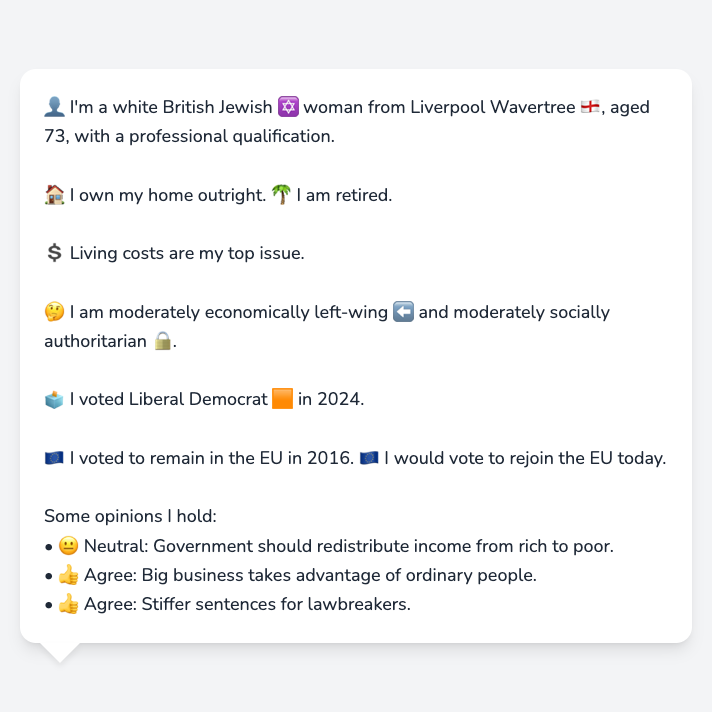 👤 I'm a white British Jewish ✡️ woman from Liverpool Wavertree 🏴󠁧󠁢󠁥󠁮󠁧󠁿, aged
73, with a professional qualification.
🏠 I own my home outright. 🌴 I am retired.
💲 Living costs are my top issue.
🤔 I am moderately economically left-wing ⬅️ and moderately socially
authoritarian 🔒.
🗳️ I voted Liberal Democrat 🟧 in 2024.
🇪🇺 I voted to remain in the EU in 2016. 🇪🇺 I would vote to rejoin the EU today.
Some opinions I hold:
• 😐 Neutral: Government should redistribute income from rich to poor.
• 👍 Agree: Big business takes advantage of ordinary people.
• 👍 Agree: Stiffer sentences for lawbreakers.